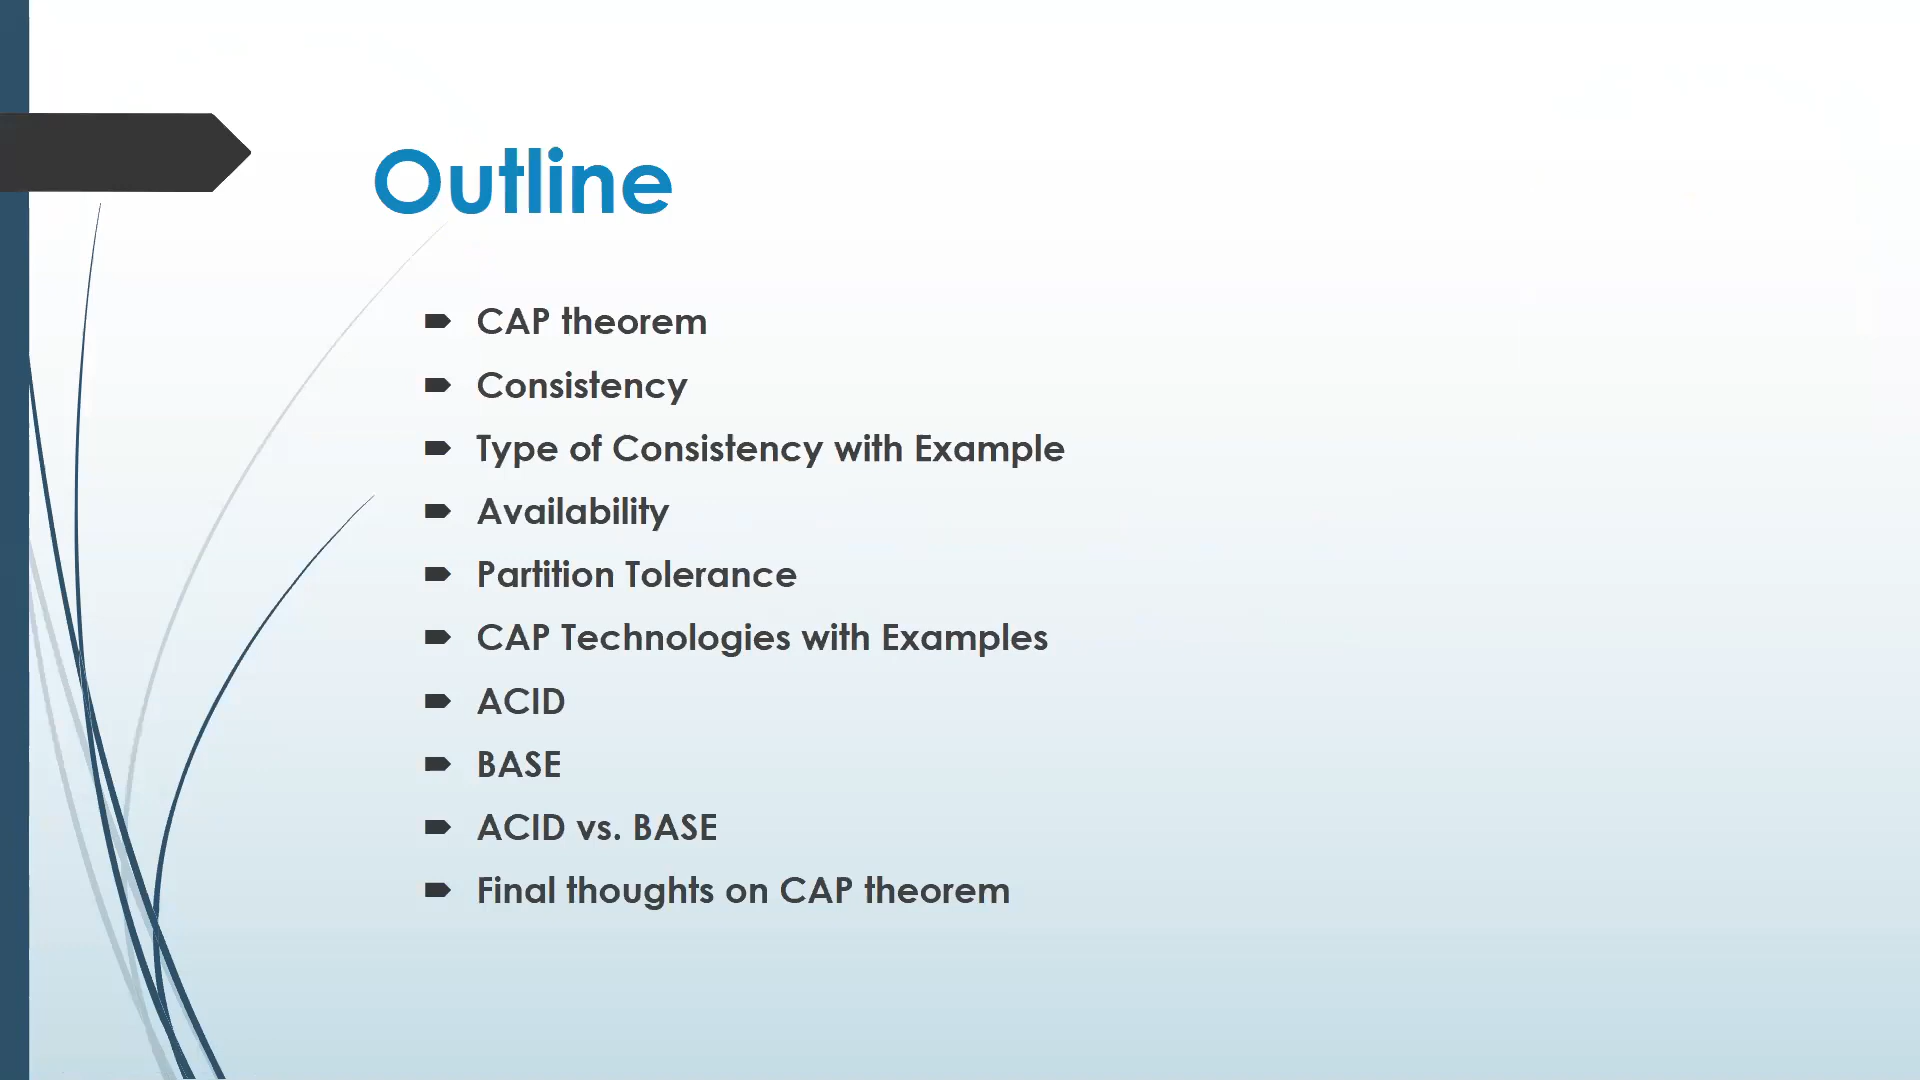 Outline
CAP theorem
Consistency
Type of Consistency with Example
Availability
Partition Tolerance
CAP Technologies with Examples
ACID
BASE
ACID vs. BASE
Final thoughts on CAP theorem